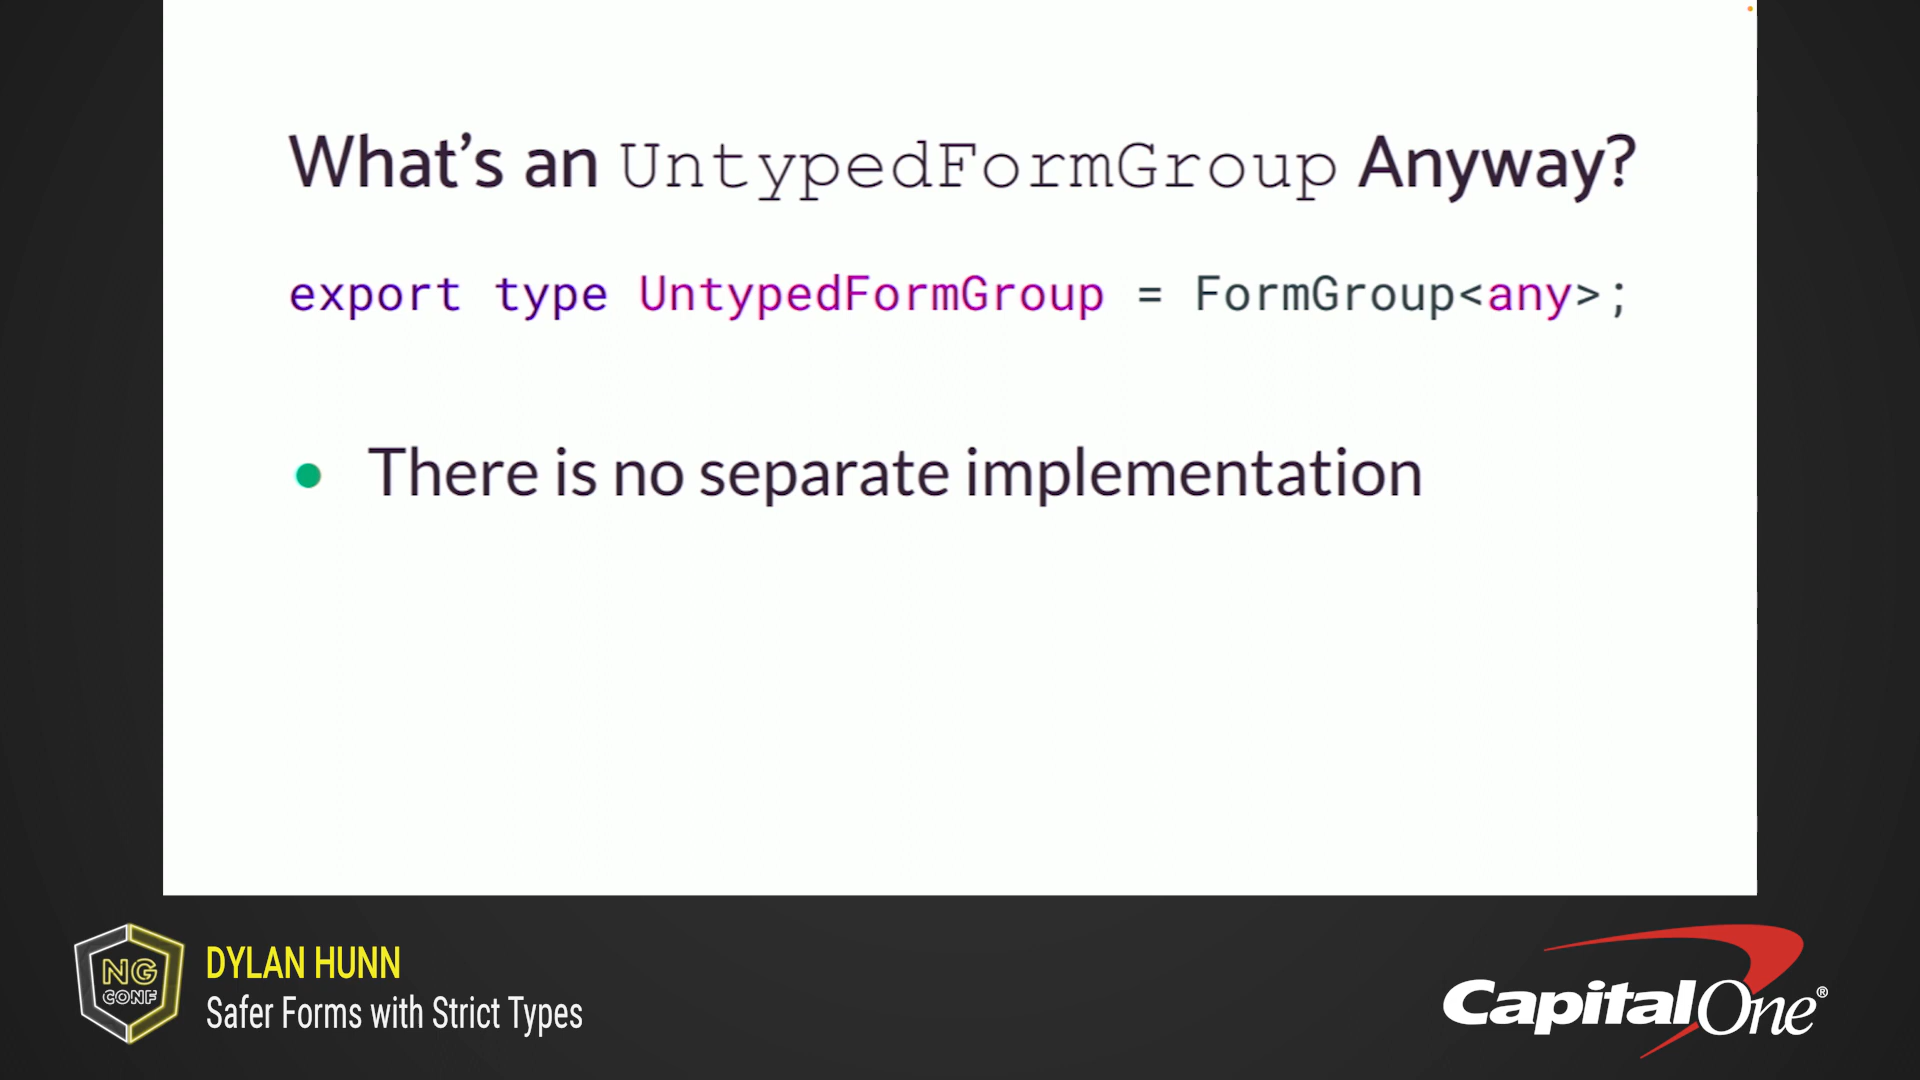 What's an UntypedFormGroup Anyway?
export type UntypedFormGroup = FormGroup<any>;
● There is no separate implementation
NG
CONF
DYLAN HUNN
Safer Forms with Strict Types
CapitalOne®